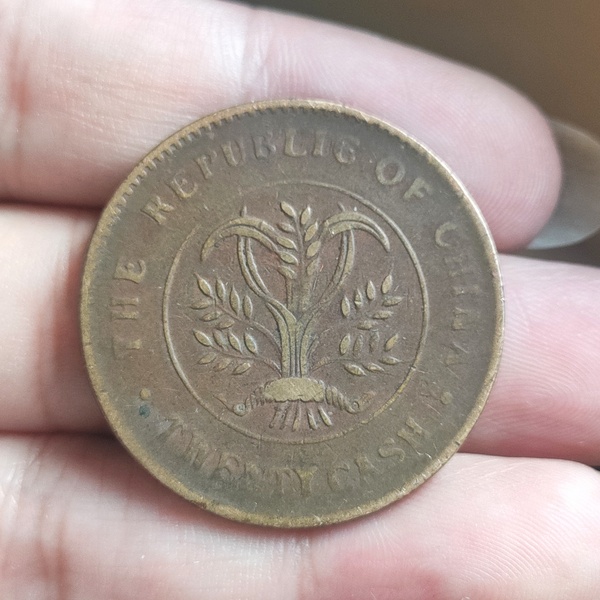 THE REPUBLIC OF CHINA
TWENTY CASH